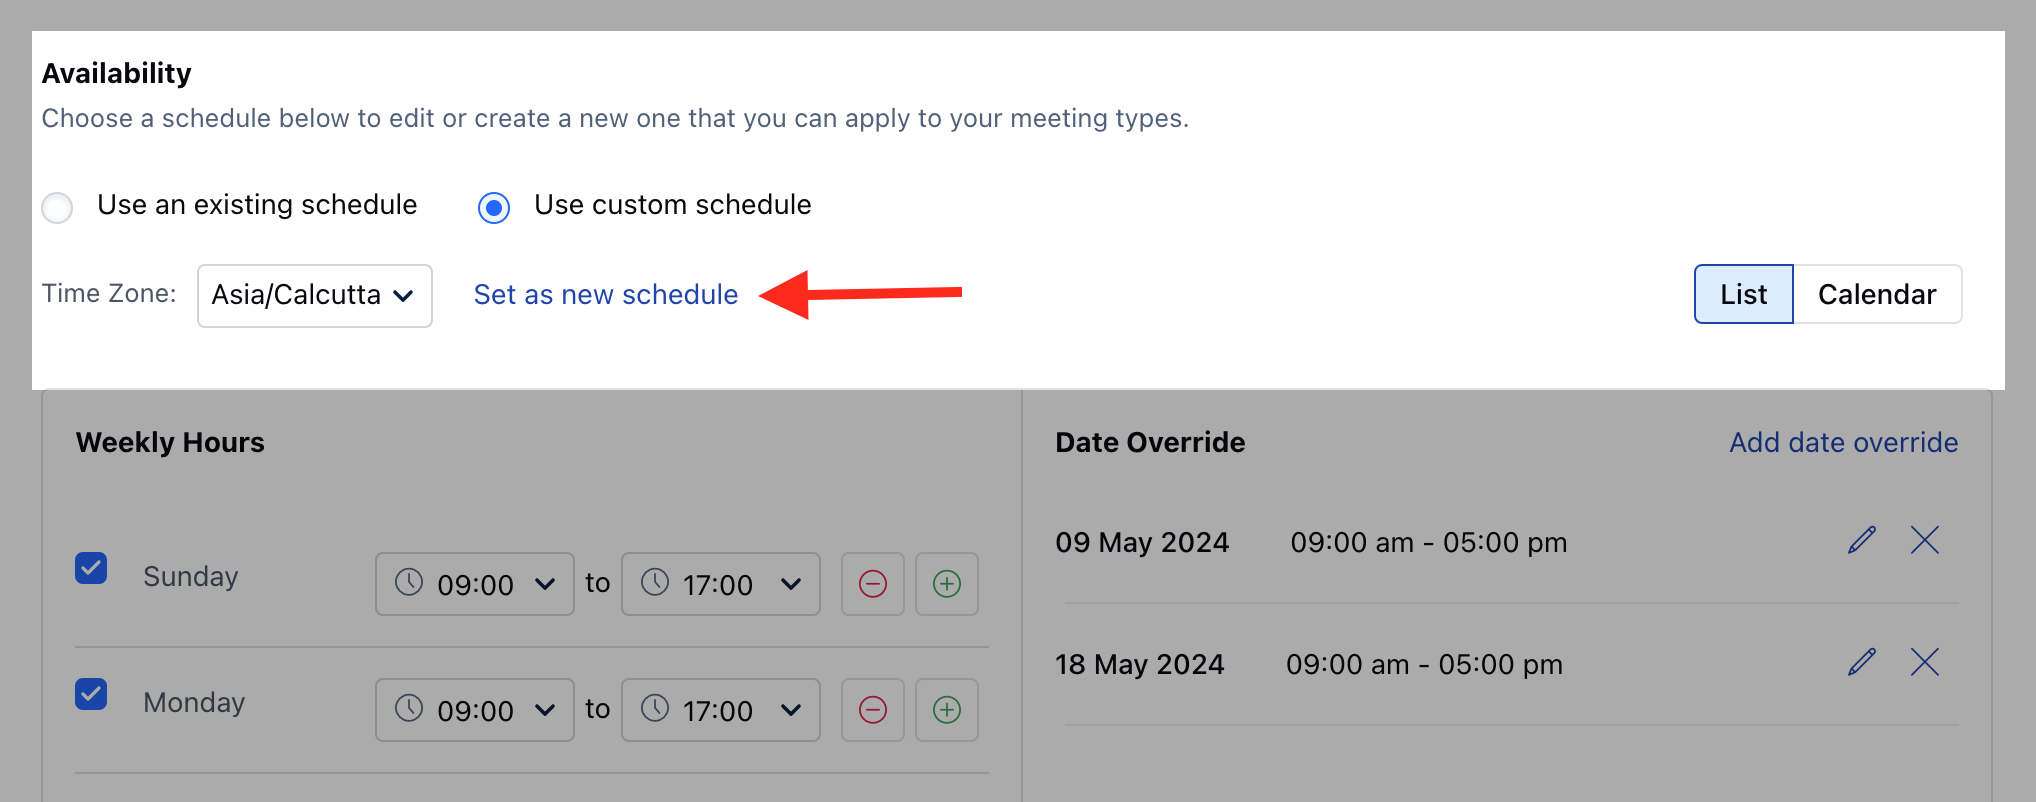 Availability
Choose a schedule below to edit or create a new one that you can apply to your meeting types.
Use an existing schedule Use custom schedule
Time Zone: Asia/Calcutta Set as new schedule List Calendar
Weekly Hours
Sunday 09:00 to 17:00
Monday 09:00 to 17:00
Date Override Add date override
09 May 2024 09:00 am - 05:00 pm
18 May 2024 09:00 am - 05:00 pm